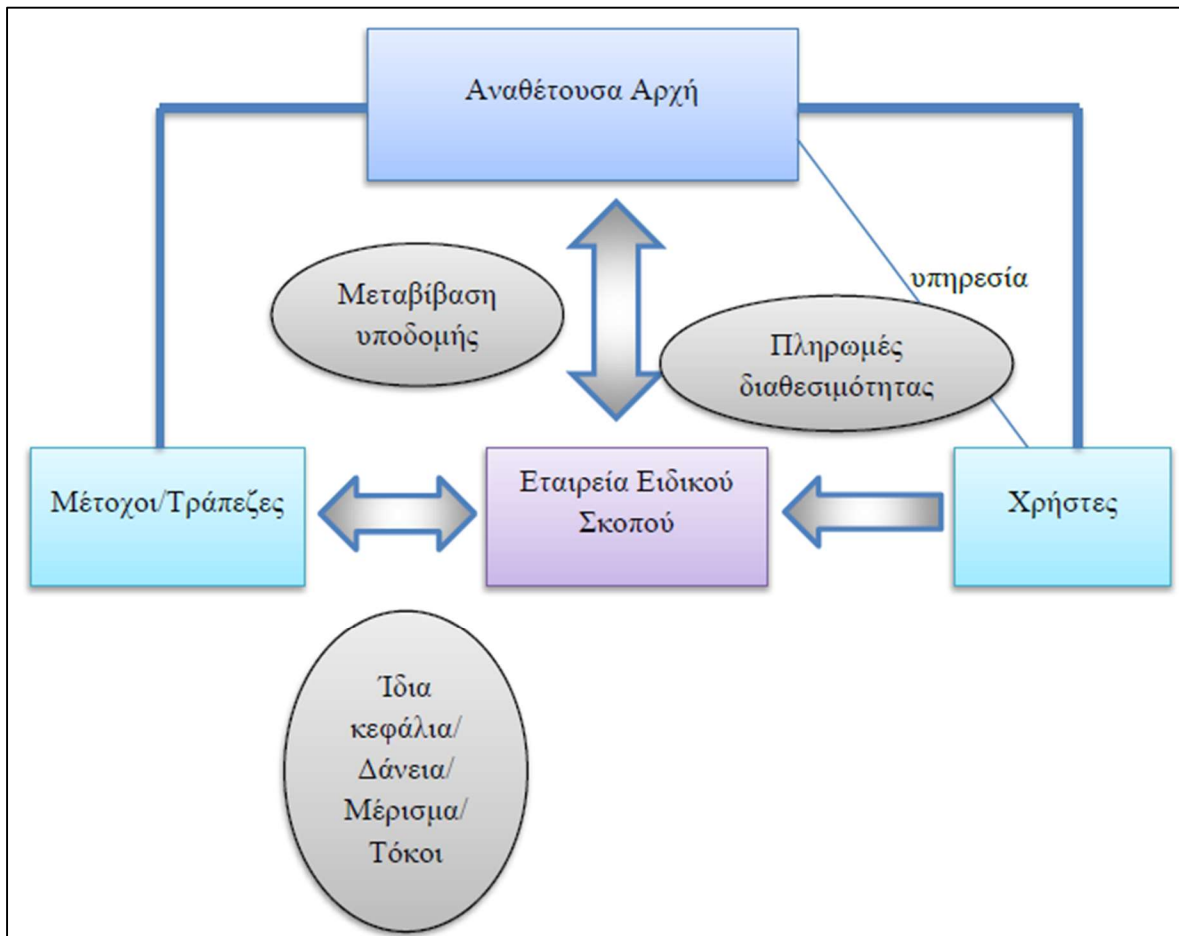 Αναθέτουσα Αρχή
Μεταβίβαση
υποδομής
υπηρεσία
Πληρωμές
διαθεσιμότητας
Μέτοχοι/Τράπεζες
Εταιρεία Ειδικού
Σκοπού
Χρήστες
Ίδια
κεφάλια/
Δάνεια/
Μέρισμα/
Τόκοι